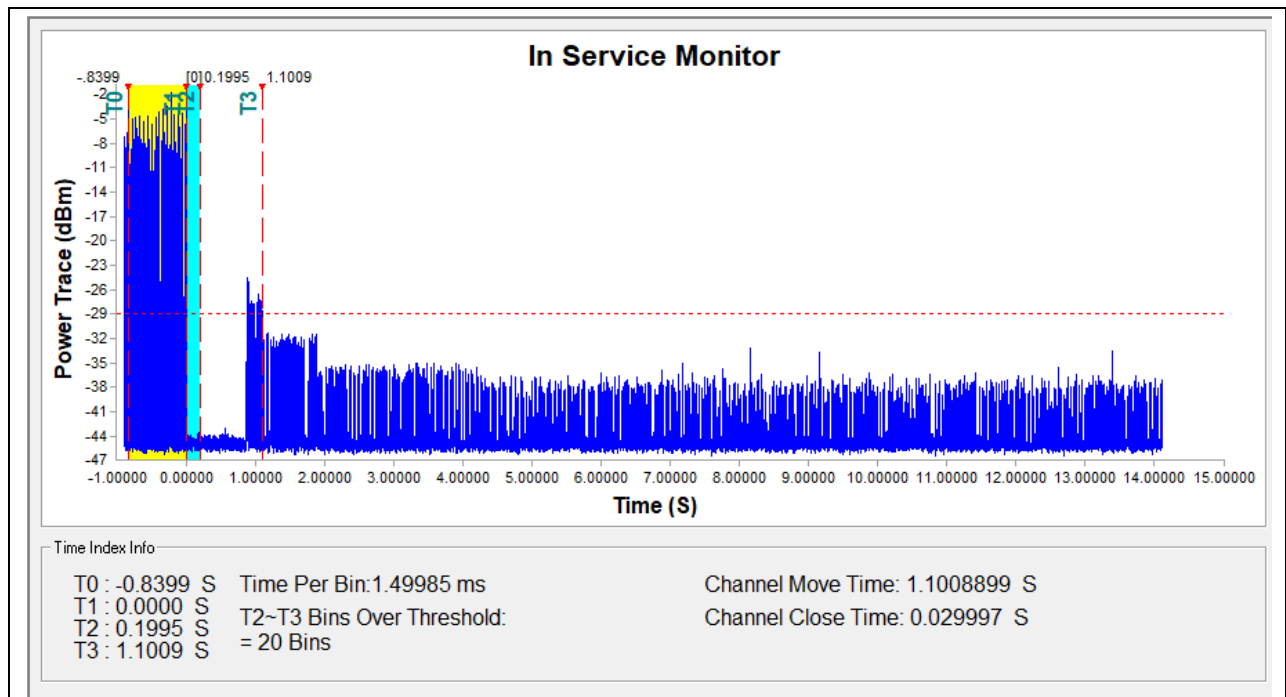 In Service Monitor
-.8399 [0]0.1995 1.1009
T0 T1 T2 T3
Power Trace (dBm)
-2
-5
-8
-11
-14
-17
-20
-23
-26
-29
-32
-35
-38
-41
-44
-47
-1.00000 0.00000 1.00000 2.00000 3.00000 4.00000 5.00000 6.00000 7.00000 8.00000 9.00000 10.00000 11.00000 12.00000 13.00000 14.00000 15.00000
Time (S)
Time Index Info
T0 : -0.8399 S
T1 : 0.0000 S
T2 : 0.1995 S
T3 : 1.1009 S
Time Per Bin:1.49985 ms
T2~T3 Bins Over Threshold:
= 20 Bins
Channel Move Time: 1.1008899 S
Channel Close Time: 0.029997 S